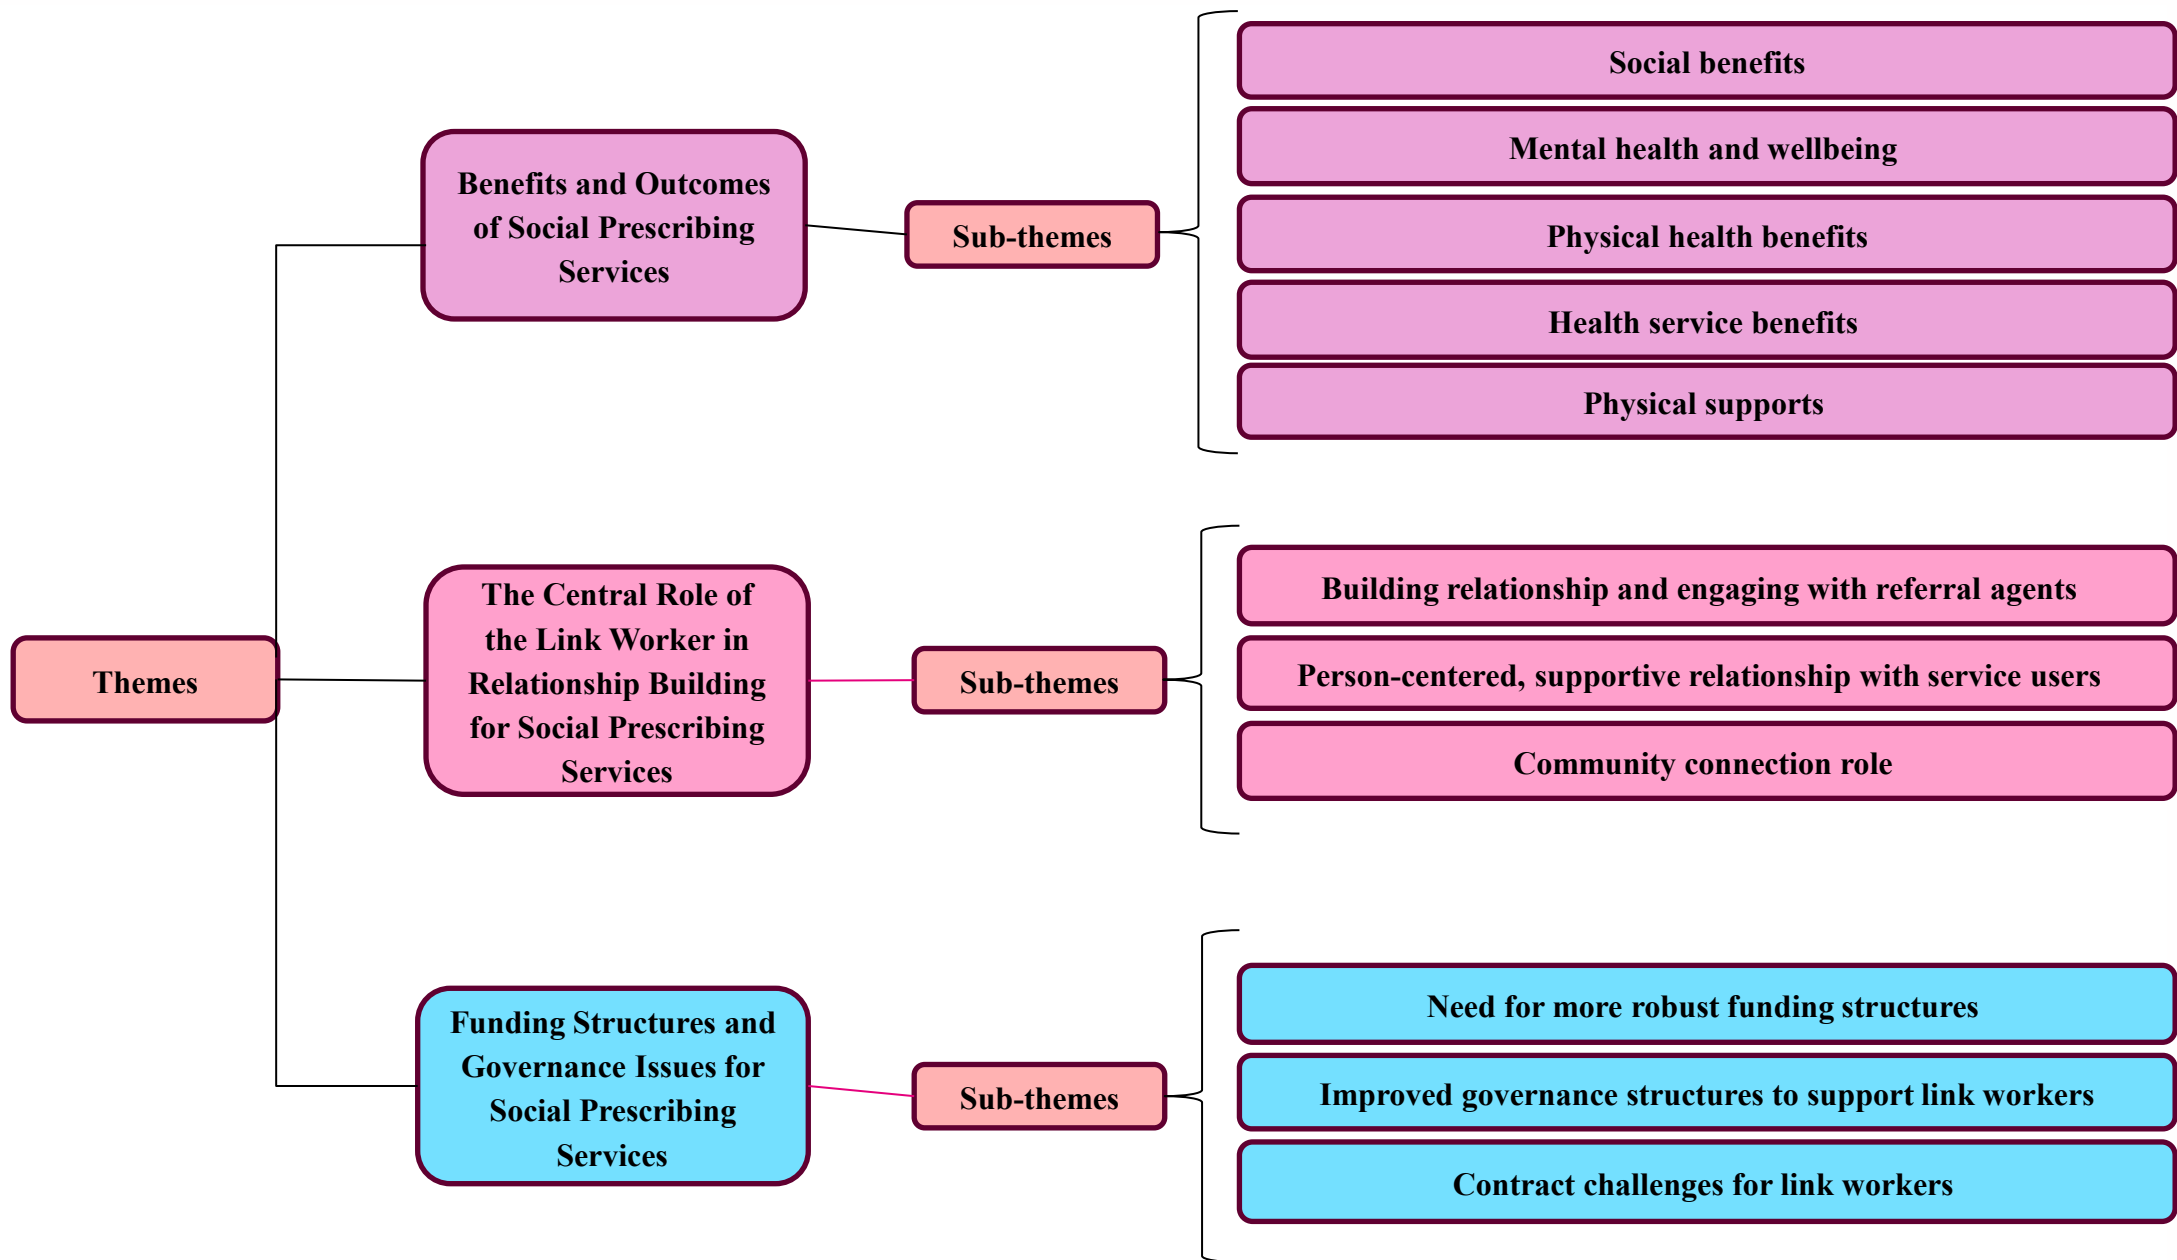 Themes
Benefits and Outcomes
of Social Prescribing
Services
Sub-themes
Social benefits
Mental health and wellbeing
Physical health benefits
Health service benefits
Physical supports
The Central Role of
the Link Worker in
Relationship Building
for Social Prescribing
Services
Sub-themes
Building relationship and engaging with referral agents
Person-centered, supportive relationship with service users
Community connection role
Funding Structures and
Governance Issues for
Social Prescribing
Services
Sub-themes
Need for more robust funding structures
Improved governance structures to support link workers
Contract challenges for link workers